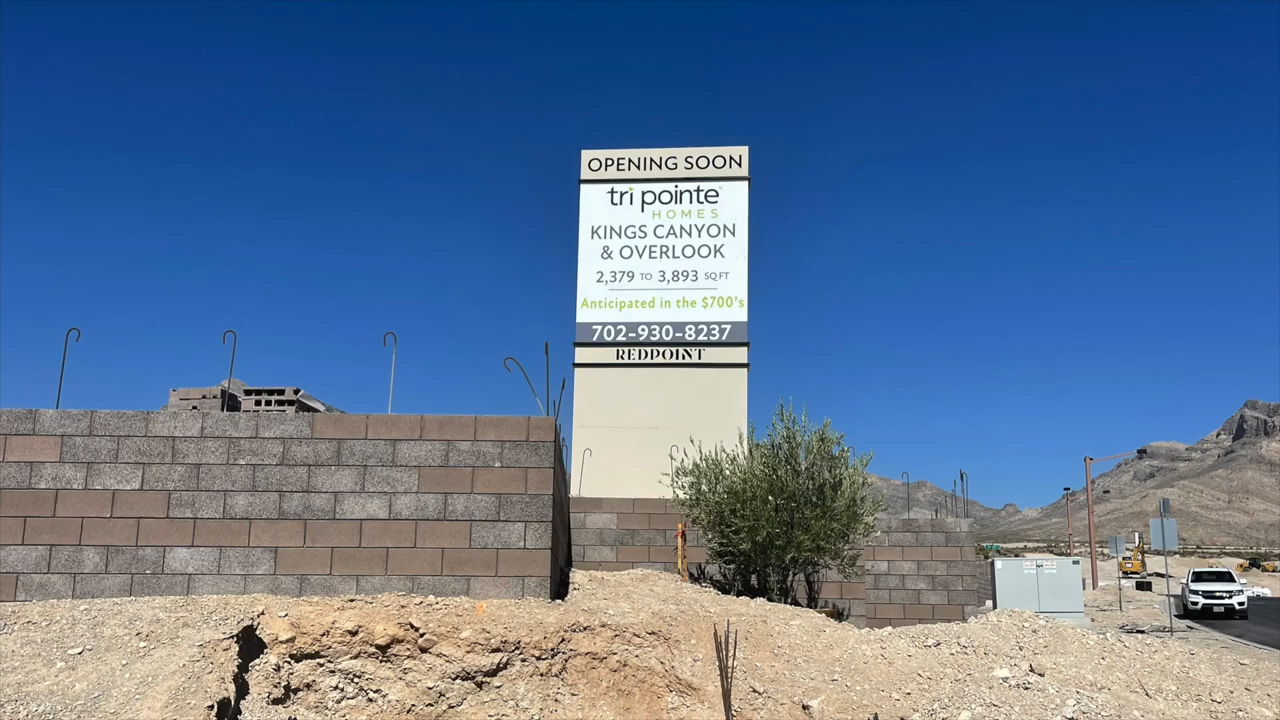 OPENING SOON
tri pointe
HOMES
KINGS CANYON
& OVERLOOK
2,379 TO 3,893 SQ FT
Anticipated in the $700's
702-930-8237
REDPOINT